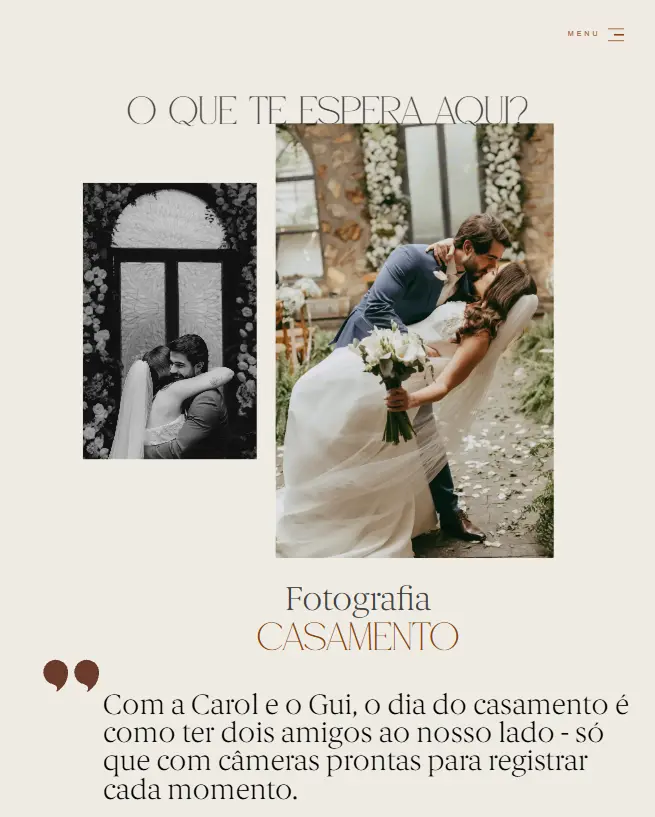 MENU
O QUE TE ESPERA AQUI?
Fotografia
CASAMENTO
Com a Carol e o Gui, o dia do casamento é
como ter dois amigos ao nosso lado - só
que com câmeras prontas para registrar
cada momento.